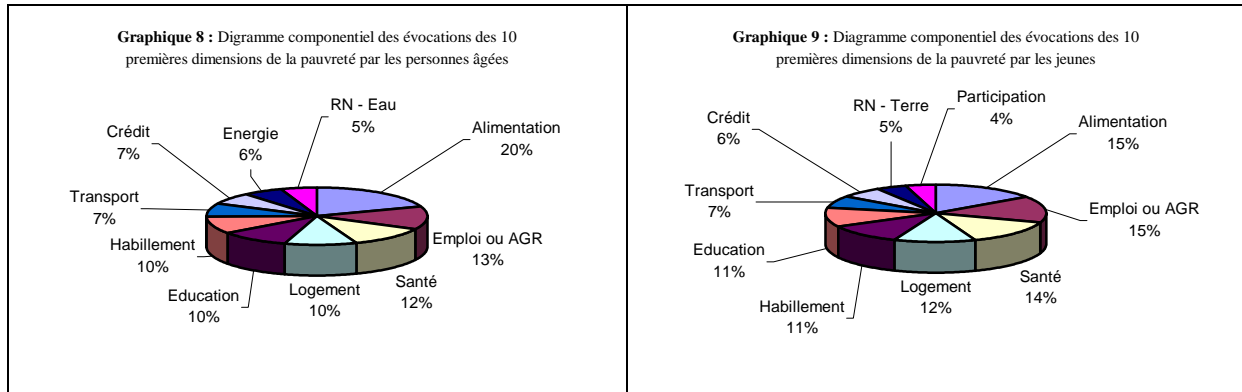 Graphique 8 : Digramme componentiel des évocations des 10
premières dimensions de la pauvreté par les personnes âgées
RN - Eau
5%
Energie
6%
Crédit
7%
Alimentation
20%
Transport
7%
Emploi ou AGR
13%
Habillement
10%
Santé
12%
Education
10%
Logement
10%
Graphique 9 : Diagramme componentiel des évocations des 10
premières dimensions de la pauvreté par les jeunes
Participation
4%
RN - Terre
5%
Crédit
6%
Alimentation
15%
Transport
7%
Emploi ou AGR
15%
Education
11%
Santé
14%
Habillement
11%
Logement
12%